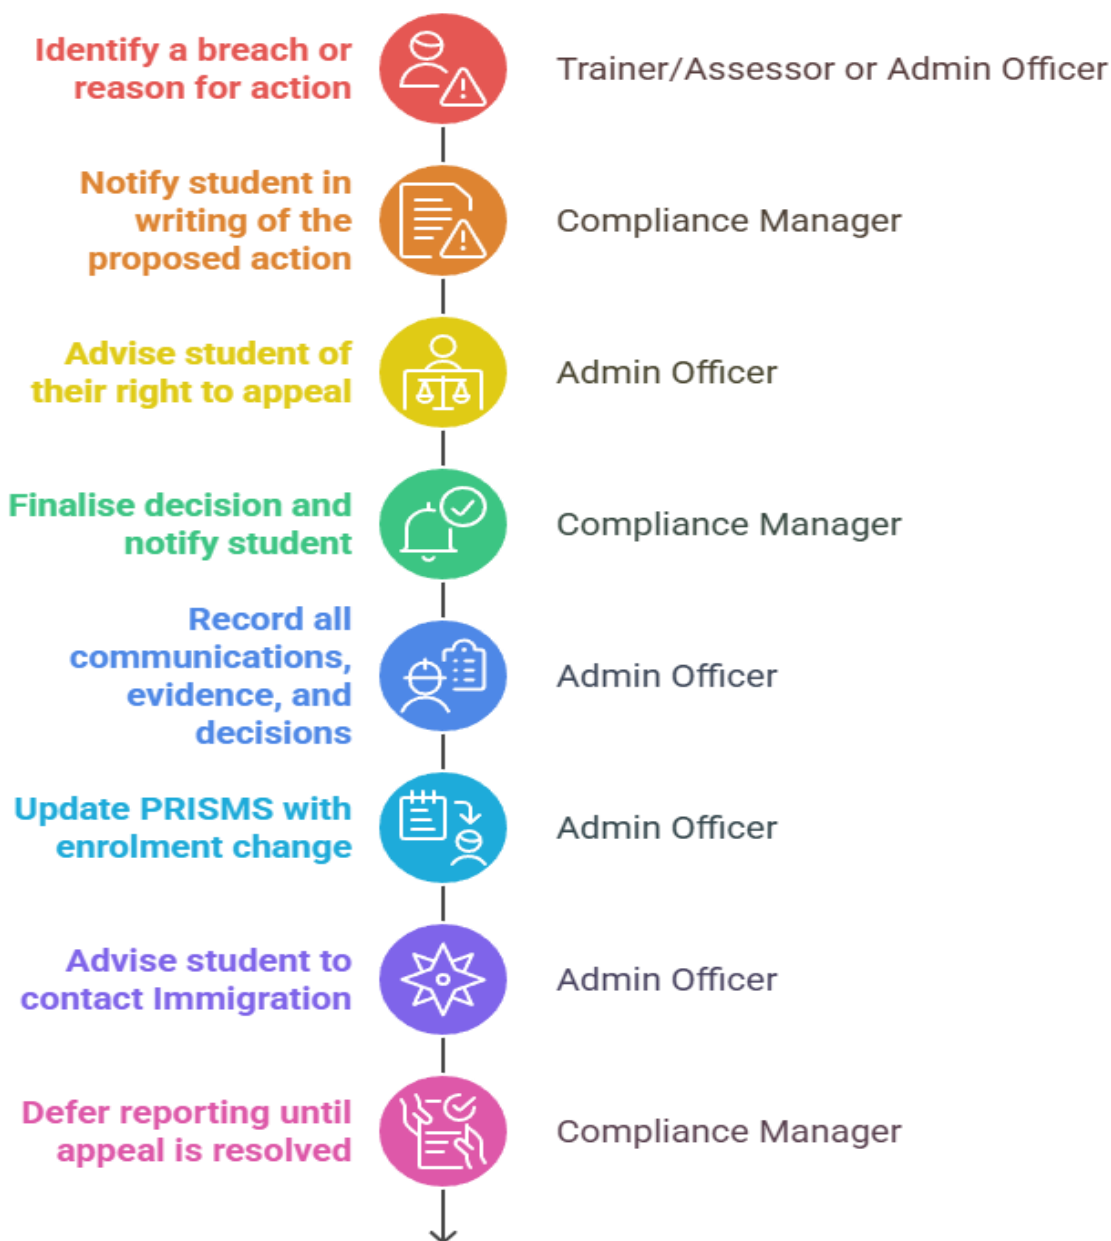 Identify a breach or
reason for action
Trainer/Assessor or Admin Officer
Notify student in
writing of the
proposed action
Compliance Manager
Advise student of
their right to appeal
Admin Officer
Finalise decision and
notify student
Compliance Manager
Record all
communications,
evidence, and
decisions
Admin Officer
Update PRISMS with
enrolment change
Admin Officer
Advise student to
contact Immigration
Admin Officer
Defer reporting until
appeal is resolved
Compliance Manager